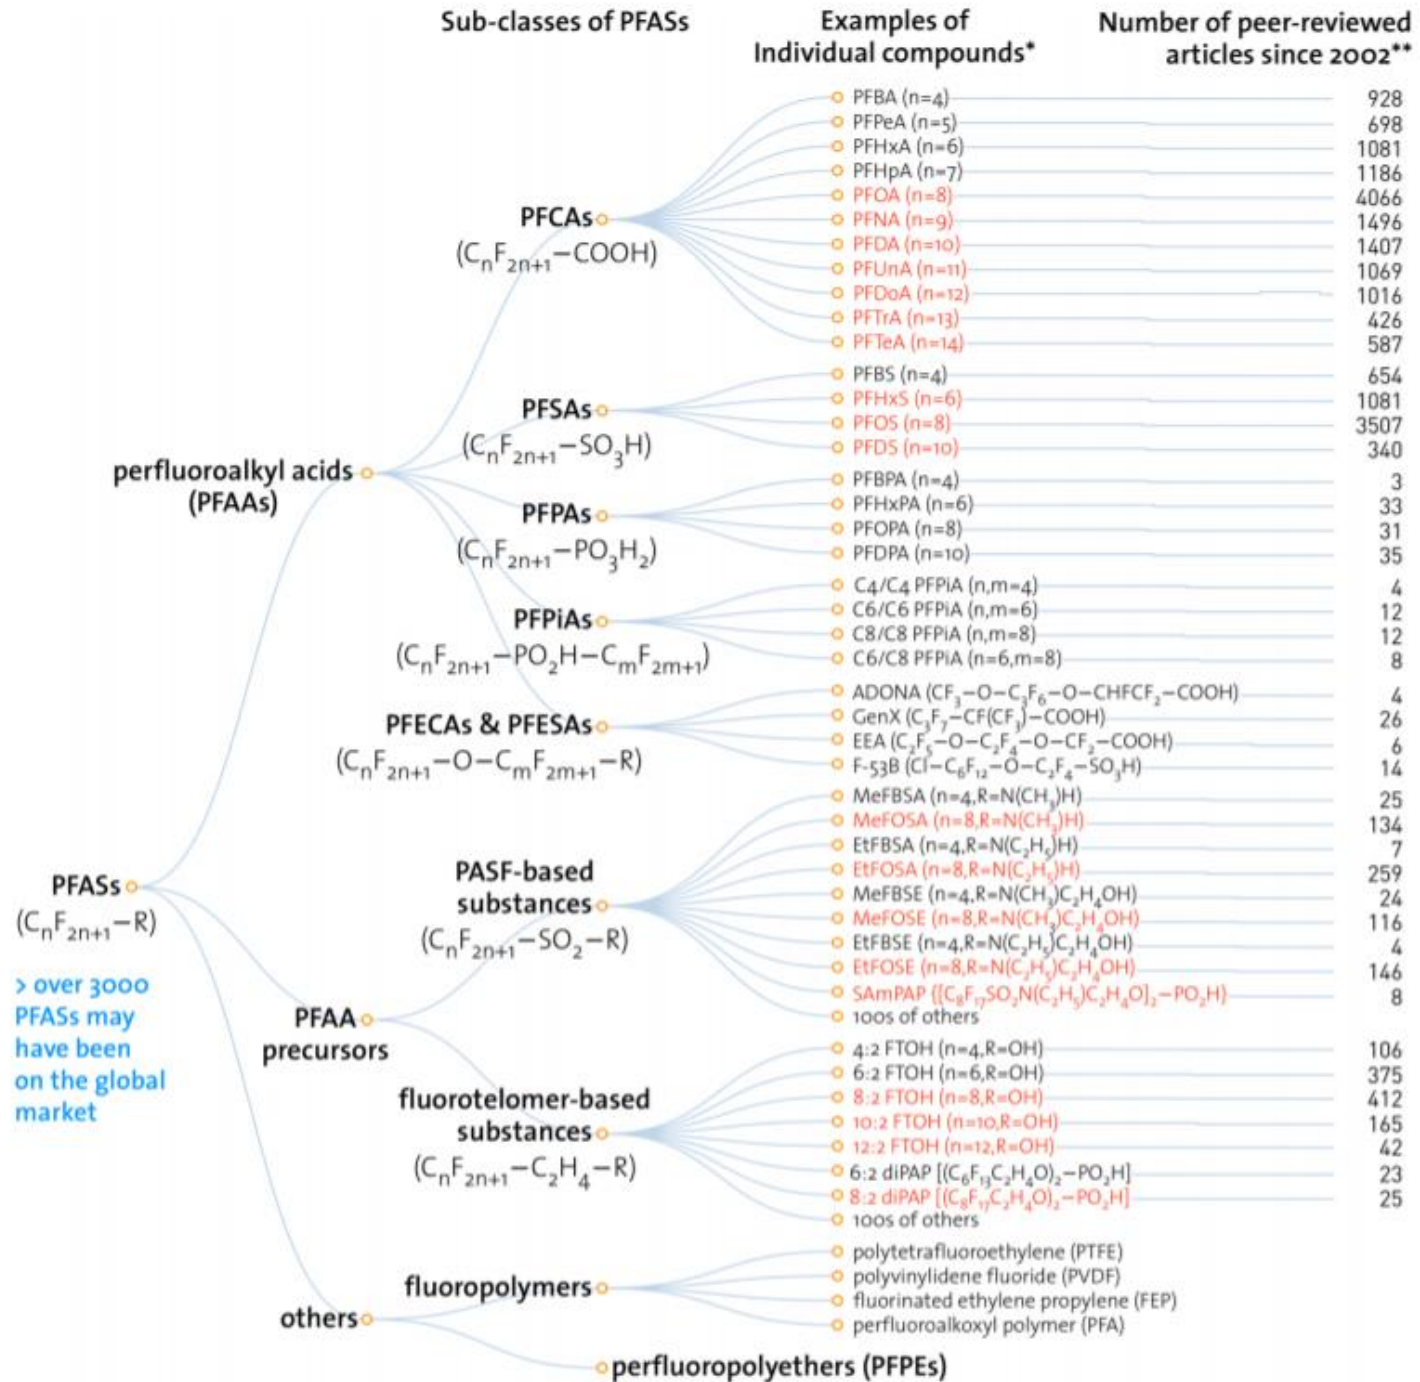 Sub-classes of PFASs
Examples of
Individual compounds*
Number of peer-reviewed
articles since 2002**
PFBA (n=4) 928
PFPeA (n=5) 698
PFHxA (n=6) 1081
PFHpA (n=7) 1186
PFOA (n=8) 4066
PFNA (n=9) 1496
PFDA (n=10) 1407
PFUnA (n=11) 1069
PFDoA (n=12) 1016
PFTrA (n=13) 426
PFTeA (n=14) 587
PFCAs
(CₙF₂ₙ₊₁–COOH)
PFBS (n=4) 654
PFHxS (n=6) 1081
PFOS (n=8) 3507
PFDS (n=10) 340
PFSAs
(CₙF₂ₙ₊₁–SO₃H)
perfluoroalkyl acids
(PFAAs)
PFBPA (n=4) 3
PFHxPA (n=6) 33
PFOPA (n=8) 31
PFDPA (n=10) 35
PFPAs
(CₙF₂ₙ₊₁–PO₃H₂)
C4/C4 PFPiA (n,m=4) 4
C6/C6 PFPiA (n,m=6) 12
C8/C8 PFPiA (n,m=8) 12
C6/C8 PFPiA (n=6,m=8) 8
PFPiAs
(CₙF₂ₙ₊₁–PO₂H–CₘF₂ₘ₊₁)
ADONA (CF₃–O–C₃F₆–O–CHFCF₂–COOH) 4
GenX (C₃F₇–CF(CF₃)–COOH) 26
EEA (C₂F₅–O–C₂F₄–O–CF₂–COOH) 6
F-53B (Cl–C₆F₁₂–O–C₂F₄–SO₃H) 14
PFECAs & PFESAs
(CₙF₂ₙ₊₁–O–CₘF₂ₘ₊₁–R)
MeFBSA (n=4,R=N(CH₃)H) 25
MeFOSA (n=8,R=N(CH₃)H) 134
EtFBSA (n=4,R=N(C₂H₅)H) 7
EtFOSA (n=8,R=N(C₂H₅)H) 259
MeFBSE (n=4,R=N(CH₃)C₂H₄OH) 24
MeFOSE (n=8,R=N(CH₃)C₂H₄OH) 116
EtFBSE (n=4,R=N(C₂H₅)C₂H₄OH) 4
EtFOSE (n=8,R=N(C₂H₅)C₂H₄OH) 146
SAmPAP {[C₈F₁₇SO₂N(C₂H₅)C₂H₄O]₂–PO₂H} 8
100s of others
PASF-based
substances
(CₙF₂ₙ₊₁–SO₂–R)
PFASs
(CₙF₂ₙ₊₁–R)
> over 3000
PFASs may
have been
on the global
market
PFAA
precursors
4:2 FTOH (n=4,R=OH) 106
6:2 FTOH (n=6,R=OH) 375
8:2 FTOH (n=8,R=OH) 412
10:2 FTOH (n=10,R=OH) 165
12:2 FTOH (n=12,R=OH) 42
6:2 diPAP [(C₆F₁₃C₂H₄O)₂–PO₂H] 23
8:2 diPAP [(C₈F₁₇C₂H₄O)₂–PO₂H] 25
100s of others
fluorotelomer-based
substances
(CₙF₂ₙ₊₁–C₂H₄–R)
polytetrafluoroethylene (PTFE)
polyvinylidene fluoride (PVDF)
fluorinated ethylene propylene (FEP)
perfluoroalkoxyl polymer (PFA)
fluoropolymers
others
perfluoropolyethers (PFPEs)